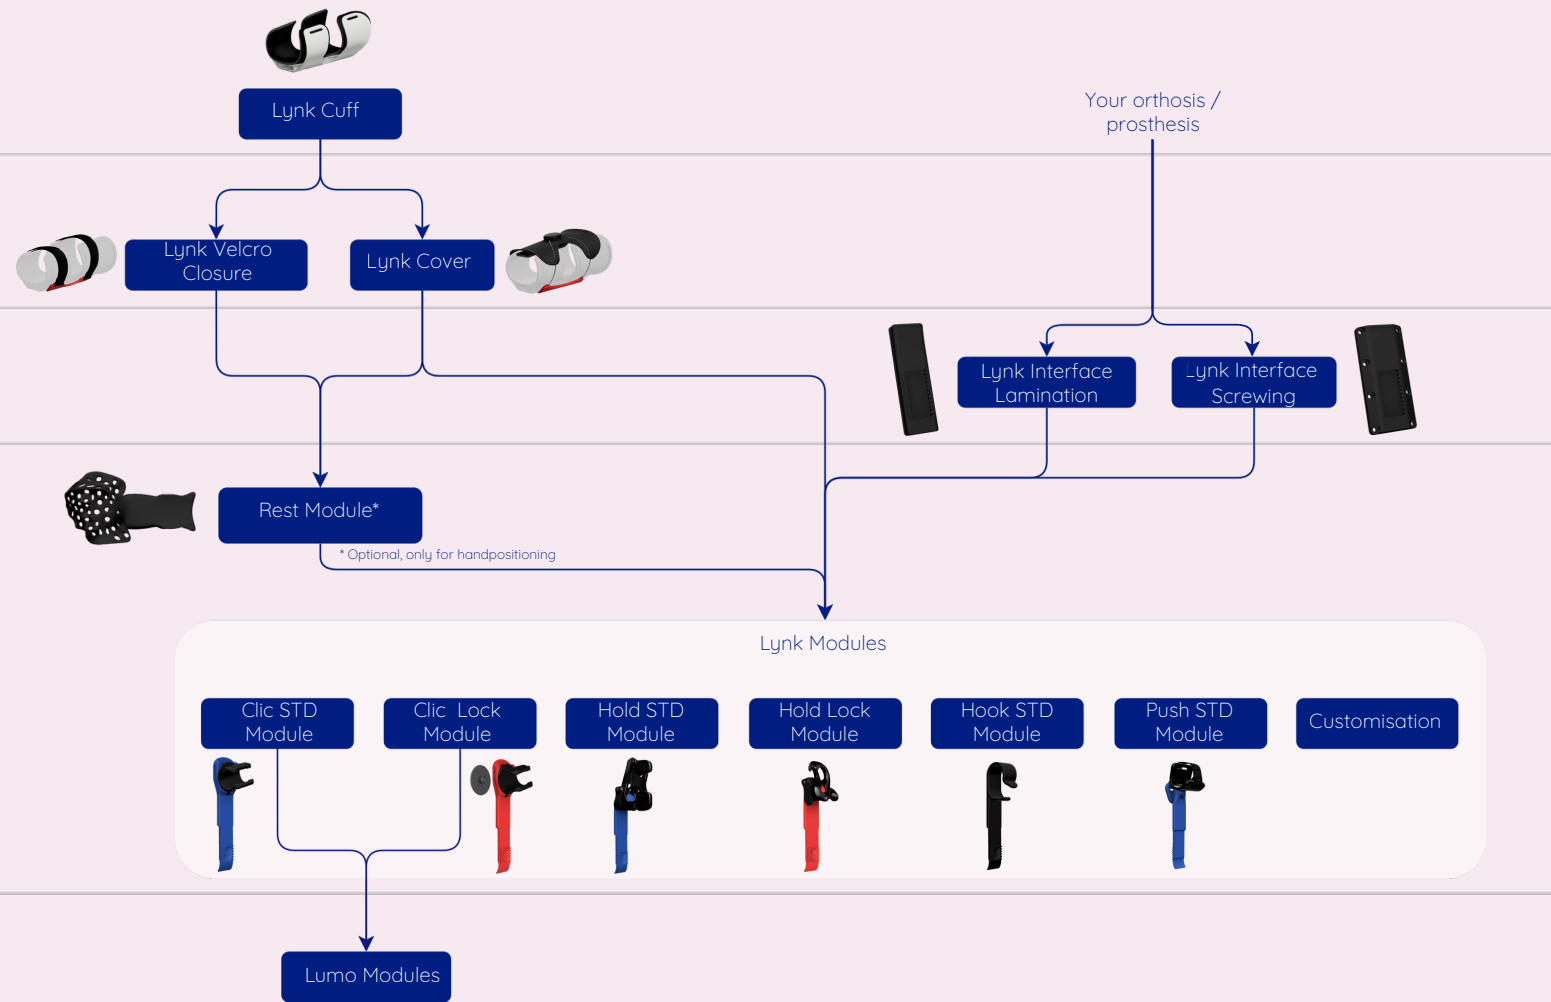 Lynk Cuff
Your orthosis /
prosthesis
Lynk Velcro
Closure
Lynk Cover
Lynk Interface
Lamination
Lynk Interface
Screwing
Rest Module*
* Optional, only for handpositioning
Lynk Modules
Clic STD
Module
Clic Lock
Module
Hold STD
Module
Hold Lock
Module
Hook STD
Module
Push STD
Module
Customisation
Lumo Modules